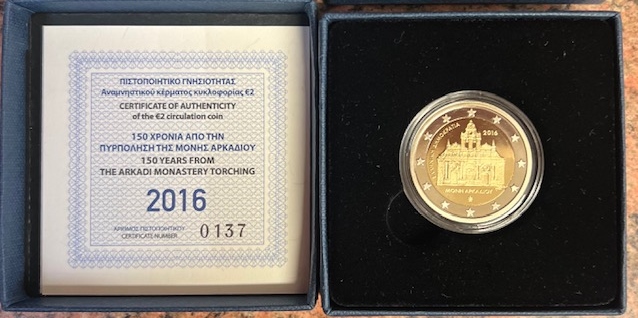 ΠΙΣΤΟΠΟΙΗΤΙΚΟ ΓΝΗΣΙΟΤΗΤΑΣ
Αναμνηστικού κέρματος κυκλοφορίας €2
CERTIFICATE OF AUTHENTICITY
of the €2 circulation coin
150 ΧΡΟΝΙΑ ΑΠΟ ΤΗΝ
ΠΥΡΠΟΛΗΣΗ ΤΗΣ ΜΟΝΗΣ ΑΡΚΑΔΙΟΥ
150 YEARS FROM
THE ARKADI MONASTERY TORCHING
2016
ΑΡΙΘΜΟΣ ΠΙΣΤΟΠΟΙΗΤΙΚΟΥ
CERTIFICATE NUMBER 0137
ΕΛΛΗΝΙΚΗ ΔΗΜΟΚΡΑΤΙΑ
2016
ΜΟΝΗ ΑΡΚΑΔΙΟΥ